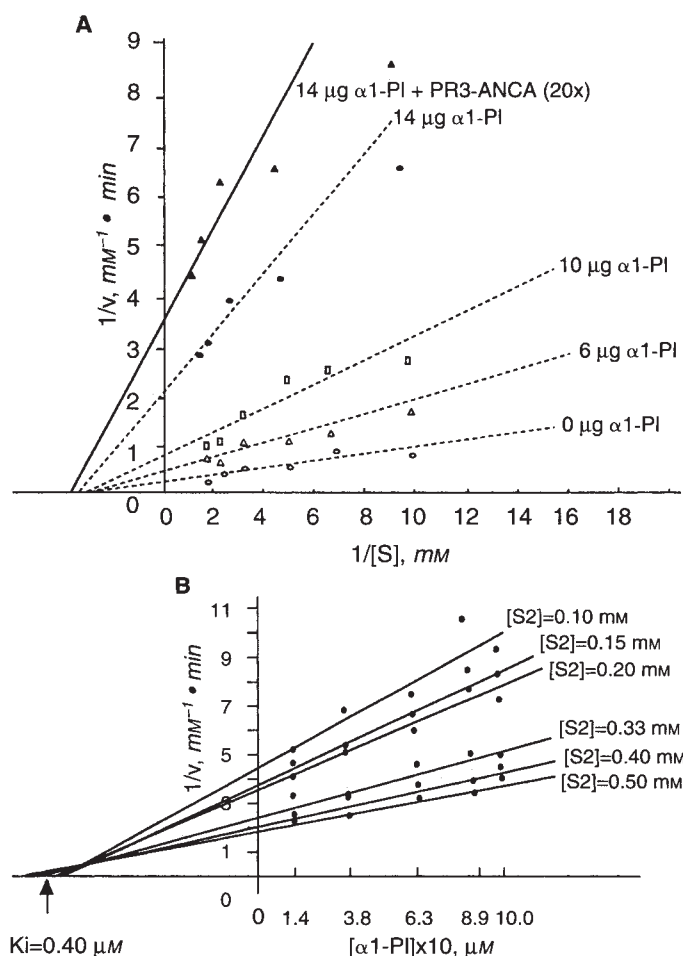 A
9
8
7
6
5
4
3
2
1
0
1/v, mM⁻¹ • min
14 μg α1-PI + PR3-ANCA (20x)
14 μg α1-PI
10 μg α1-PI
6 μg α1-PI
0 μg α1-PI
0 2 4 6 8 10 12 14 16 18
1/[S], mM
B
11
9
7
5
3
1
0
1/v, mM⁻¹ • min
[S2]=0.10 mM
[S2]=0.15 mM
[S2]=0.20 mM
[S2]=0.33 mM
[S2]=0.40 mM
[S2]=0.50 mM
0 1.4 3.8 6.3 8.9 10.0
Ki=0.40 μM
[α1-PI]x10, μM